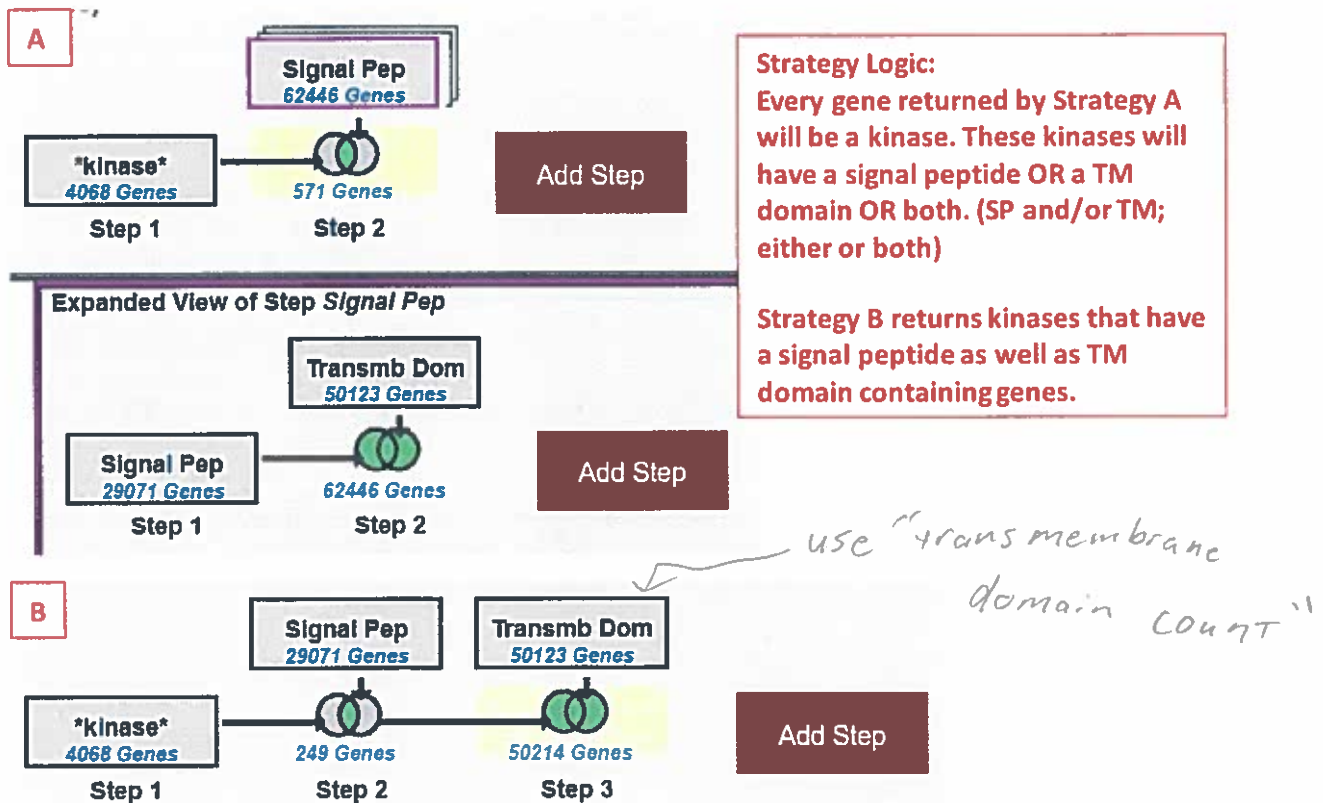 A
Signal Pep
62446 Genes
*kinase*
4068 Genes
571 Genes
Add Step
Step 1
Step 2
Strategy Logic:
Every gene returned by Strategy A
will be a kinase. These kinases will
have a signal peptide OR a TM
domain OR both. (SP and/or TM;
either or both)
Strategy B returns kinases that have
a signal peptide as well as TM
domain containing genes.
Expanded View of Step Signal Pep
Transmb Dom
50123 Genes
Signal Pep
29071 Genes
62446 Genes
Add Step
Step 1
Step 2
use "transmembrane
domain count"
B
Signal Pep
29071 Genes
Transmb Dom
50123 Genes
*kinase*
4068 Genes
249 Genes
50214 Genes
Add Step
Step 1
Step 2
Step 3